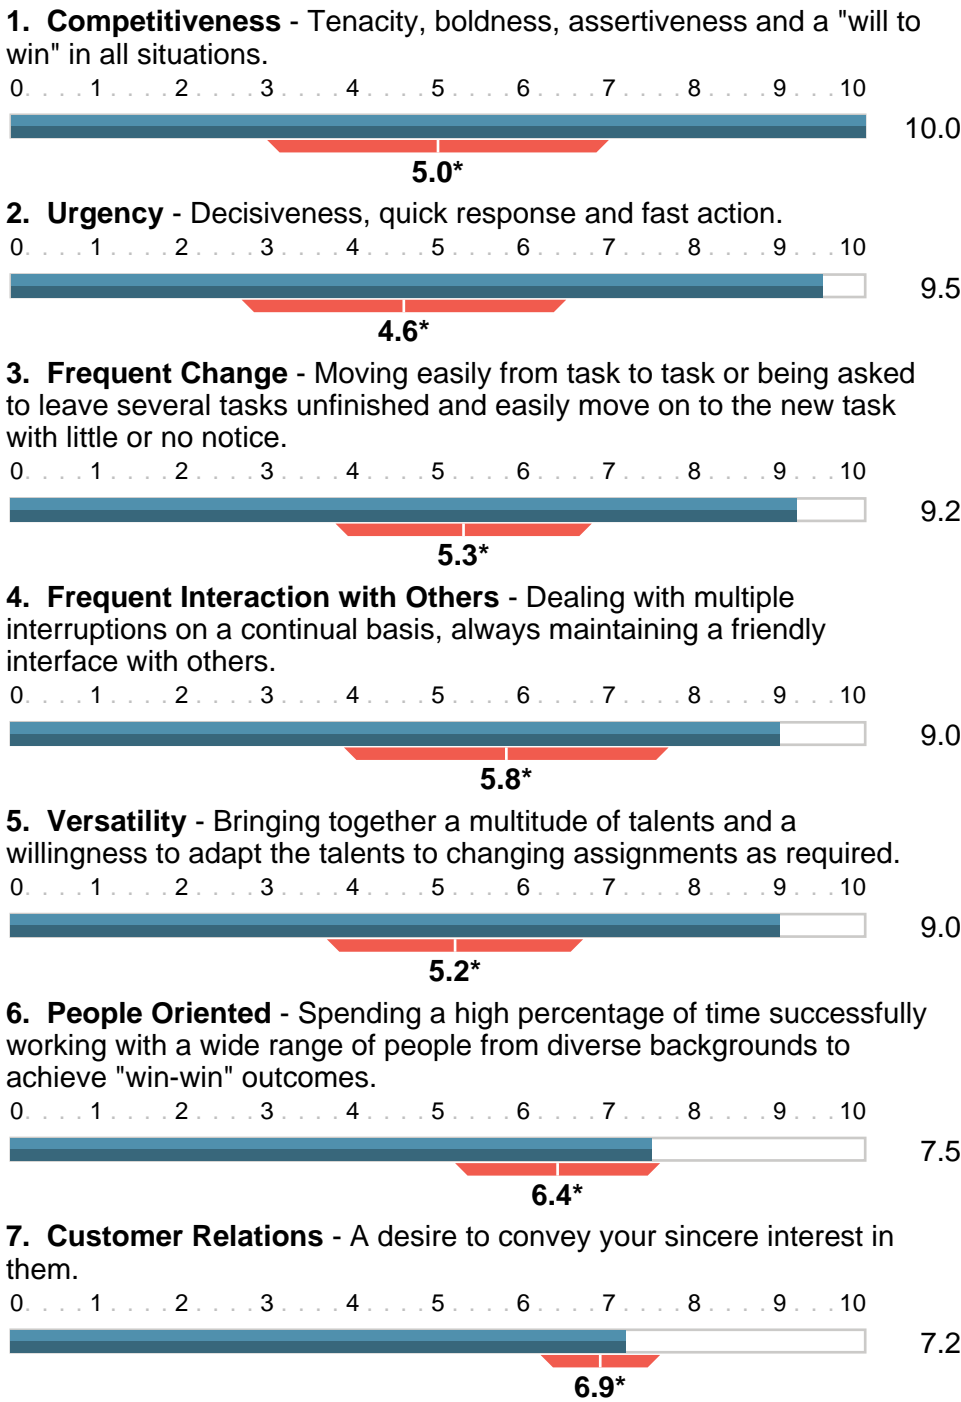 1. Competitiveness - Tenacity, boldness, assertiveness and a "will to
win" in all situations.
0. . . . 1 . . . . 2 . . . . 3 . . . . 4 . . . . 5 . . . . 6 . . . . 7 . . . . 8 . . . . 9 . . . 10
10.0
5.0*
2. Urgency - Decisiveness, quick response and fast action.
0. . . . 1 . . . . 2 . . . . 3 . . . . 4 . . . . 5 . . . . 6 . . . . 7 . . . . 8 . . . . 9 . . . 10
9.5
4.6*
3. Frequent Change - Moving easily from task to task or being asked
to leave several tasks unfinished and easily move on to the new task
with little or no notice.
0. . . . 1 . . . . 2 . . . . 3 . . . . 4 . . . . 5 . . . . 6 . . . . 7 . . . . 8 . . . . 9 . . . 10
9.2
5.3*
4. Frequent Interaction with Others - Dealing with multiple
interruptions on a continual basis, always maintaining a friendly
interface with others.
0. . . . 1 . . . . 2 . . . . 3 . . . . 4 . . . . 5 . . . . 6 . . . . 7 . . . . 8 . . . . 9 . . . 10
9.0
5.8*
5. Versatility - Bringing together a multitude of talents and a
willingness to adapt the talents to changing assignments as required.
0. . . . 1 . . . . 2 . . . . 3 . . . . 4 . . . . 5 . . . . 6 . . . . 7 . . . . 8 . . . . 9 . . . 10
9.0
5.2*
6. People Oriented - Spending a high percentage of time successfully
working with a wide range of people from diverse backgrounds to
achieve "win-win" outcomes.
0. . . . 1 . . . . 2 . . . . 3 . . . . 4 . . . . 5 . . . . 6 . . . . 7 . . . . 8 . . . . 9 . . . 10
7.5
6.4*
7. Customer Relations - A desire to convey your sincere interest in
them.
0. . . . 1 . . . . 2 . . . . 3 . . . . 4 . . . . 5 . . . . 6 . . . . 7 . . . . 8 . . . . 9 . . . 10
7.2
6.9*